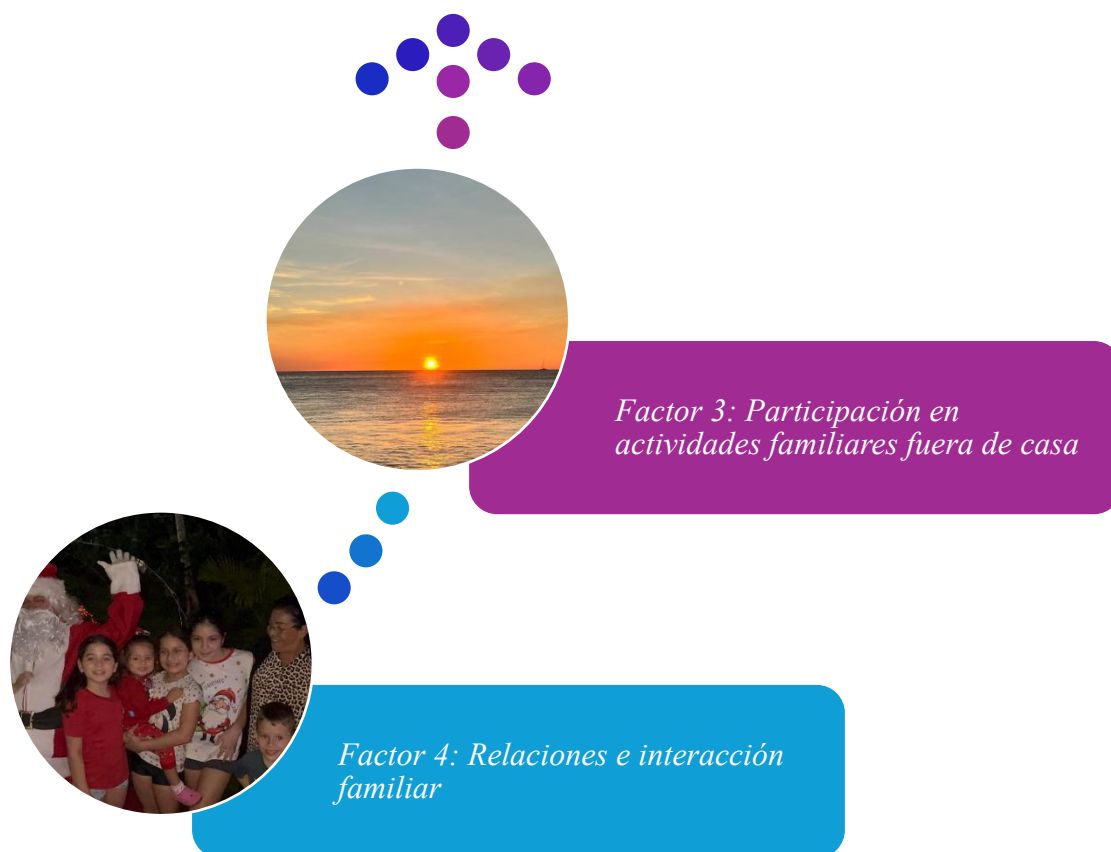 Factor 3: Participación en
actividades familiares fuera de casa
Factor 4: Relaciones e interacción
familiar